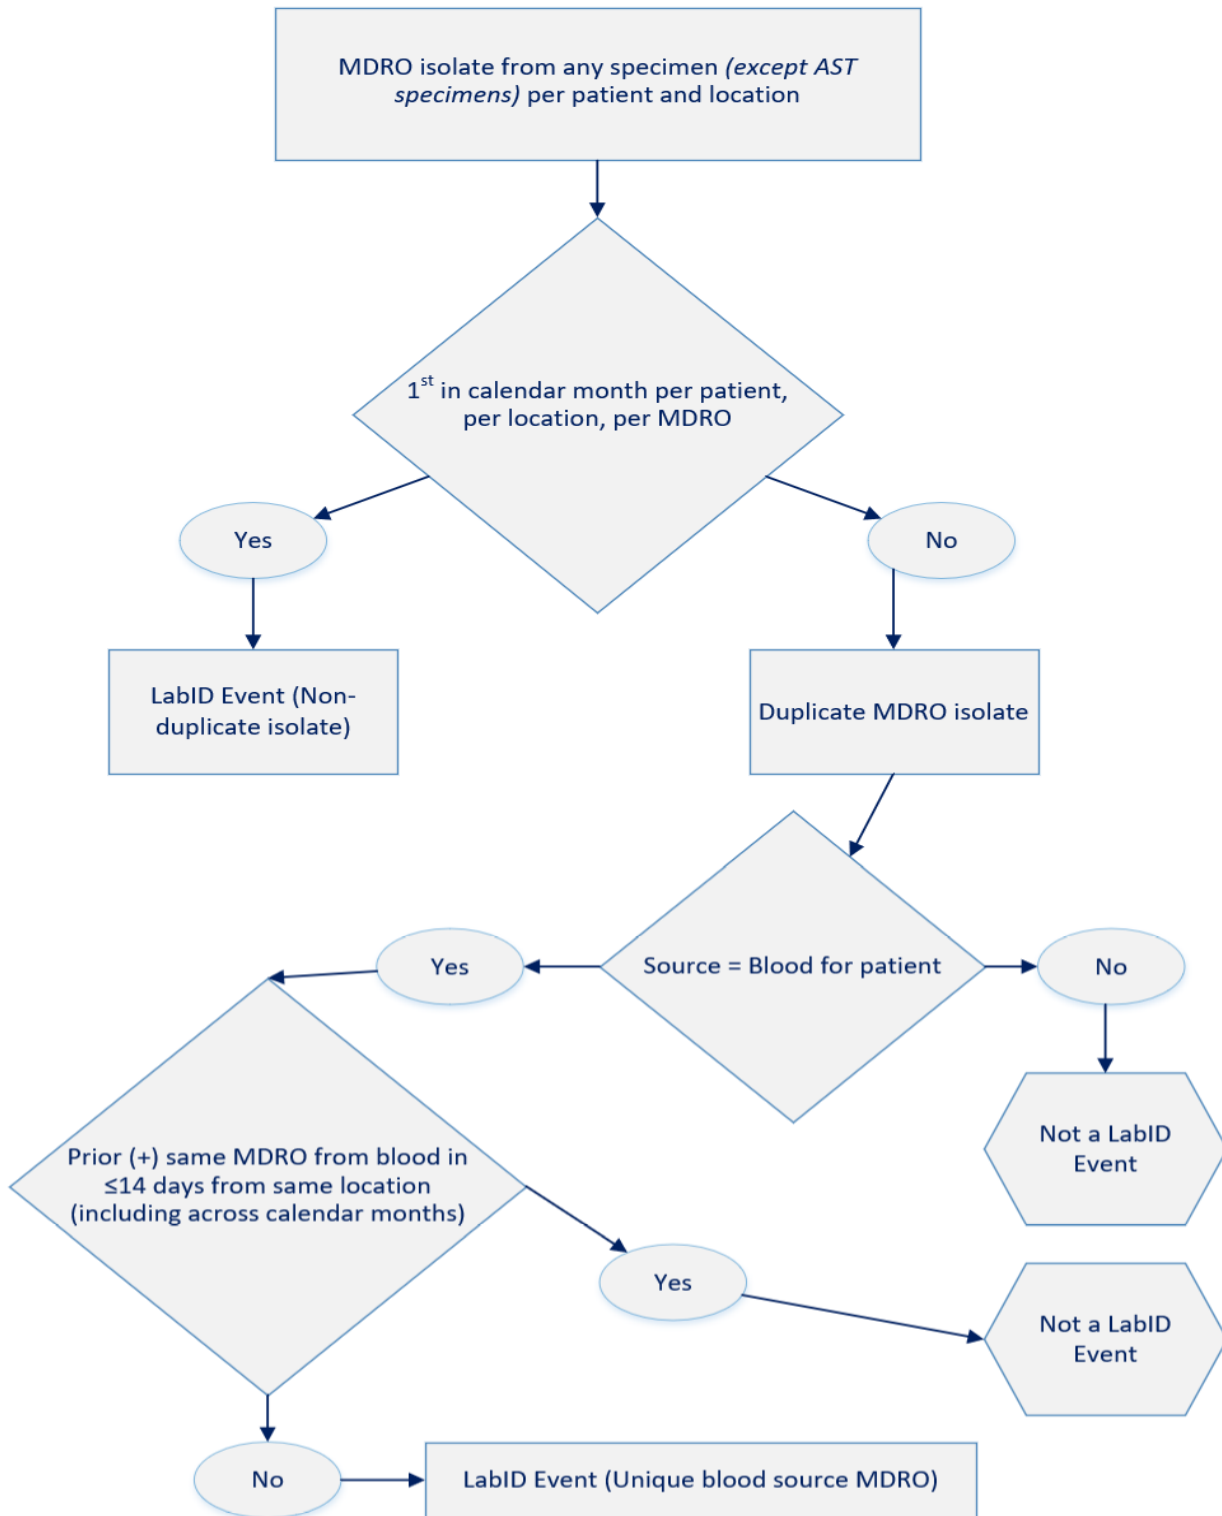 MDRO isolate from any specimen (except AST
specimens) per patient and location
1st in calendar month per patient,
per location, per MDRO
Yes
No
LabID Event (Non-
duplicate isolate)
Duplicate MDRO isolate
Source = Blood for patient
Yes
No
Not a LabID
Event
Prior (+) same MDRO from blood in
≤14 days from same location
(including across calendar months)
Yes
Not a LabID
Event
No
LabID Event (Unique blood source MDRO)